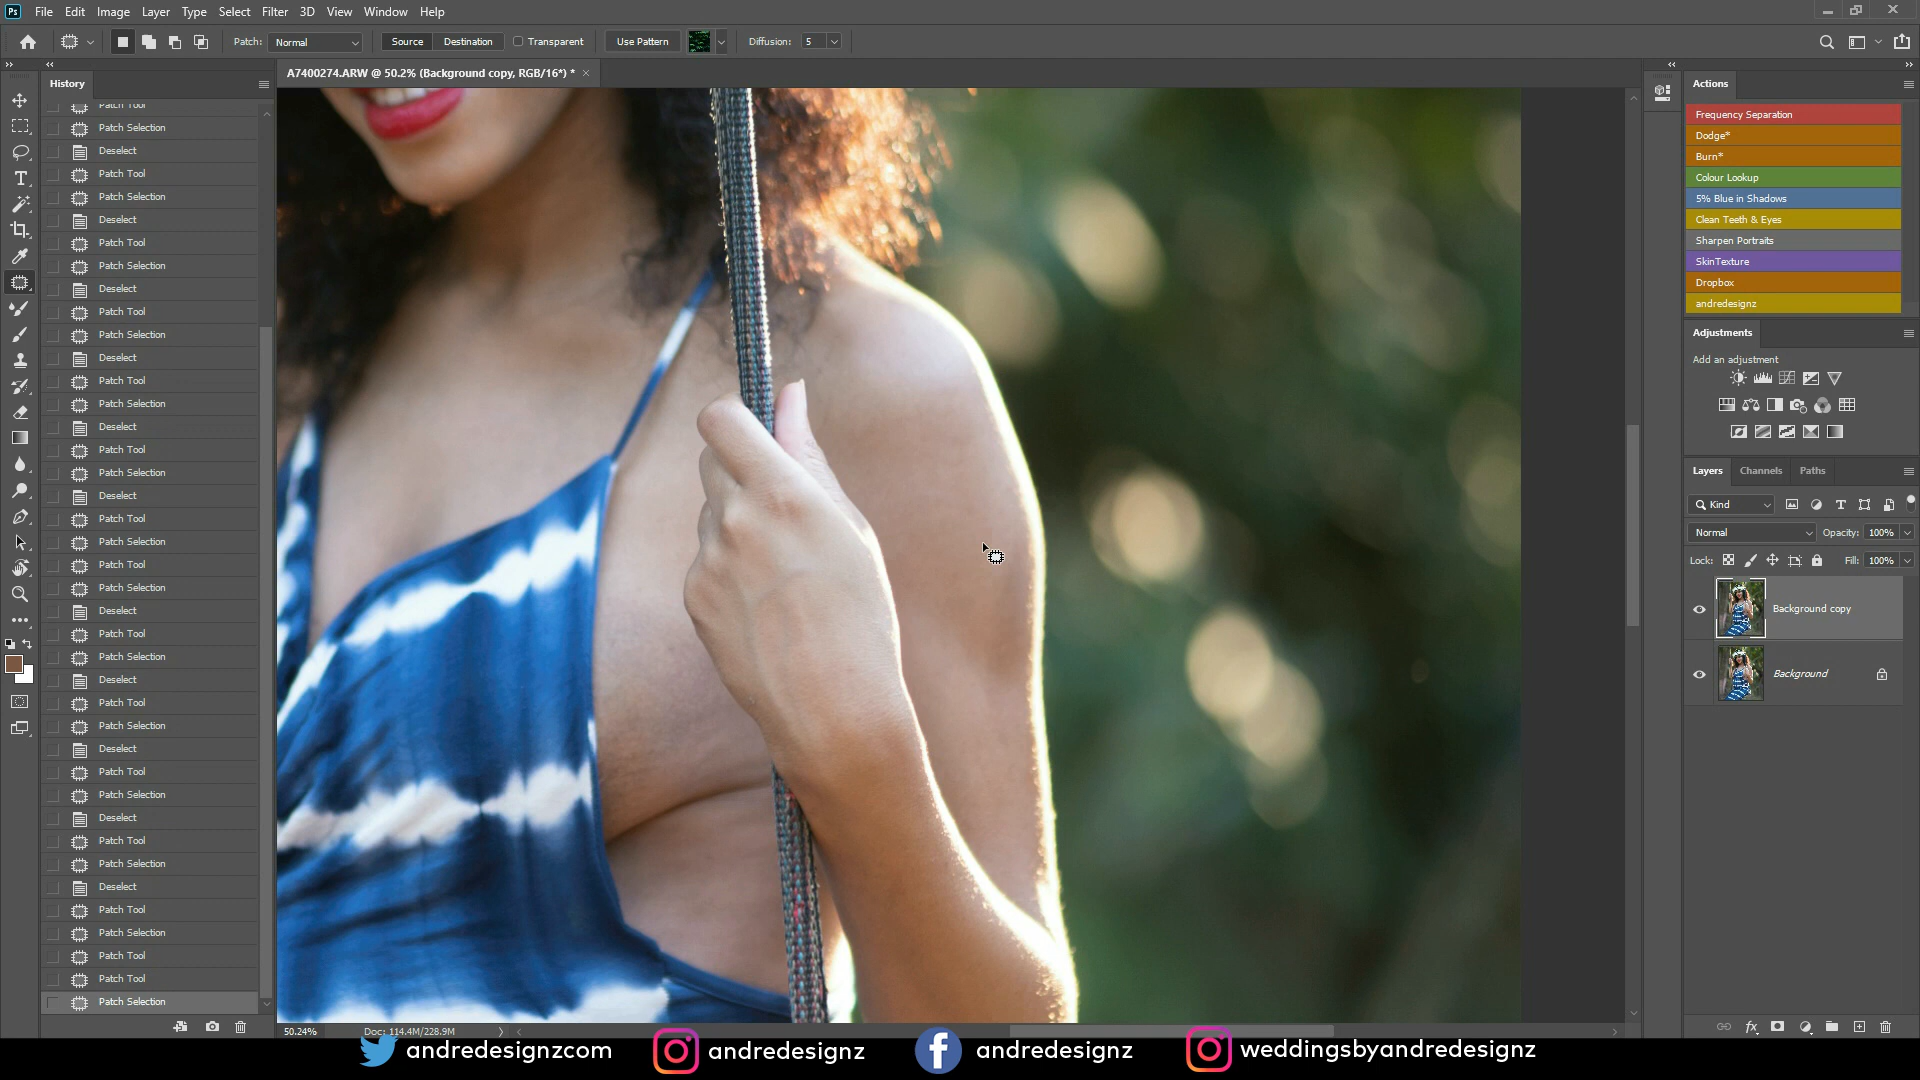 Ps File Edit Image Layer Type Select Filter 3D View Window Help
Patch: Normal Source Destination Transparent Use Pattern Diffusion: 5
A7400274.ARW @ 50.2% (Background copy, RGB/16*) * ×
History
Patch Tool
Patch Selection
Deselect
Patch Tool
Patch Selection
Deselect
Patch Tool
Patch Selection
Deselect
Patch Tool
Patch Selection
Deselect
Patch Tool
Patch Selection
Deselect
Patch Tool
Patch Selection
Deselect
Patch Tool
Patch Selection
Patch Tool
Patch Selection
Deselect
Patch Tool
Patch Selection
Deselect
Patch Tool
Patch Selection
Deselect
Patch Tool
Patch Selection
Deselect
Patch Tool
Patch Selection
Deselect
Patch Tool
Patch Selection
Patch Tool
Patch Tool
Patch Selection
50.24% Doc: 114.4M/228.9M
Actions
Frequency Separation
Dodge*
Burn*
Colour Lookup
5% Blue in Shadows
Clean Teeth & Eyes
Sharpen Portraits
SkinTexture
Dropbox
andredesignz
Adjustments
Add an adjustment
Layers Channels Paths
Kind
Normal Opacity: 100%
Lock: Fill: 100%
Background copy
Background
andredesignzcom andredesignz andredesignz weddingsbyandredesignz